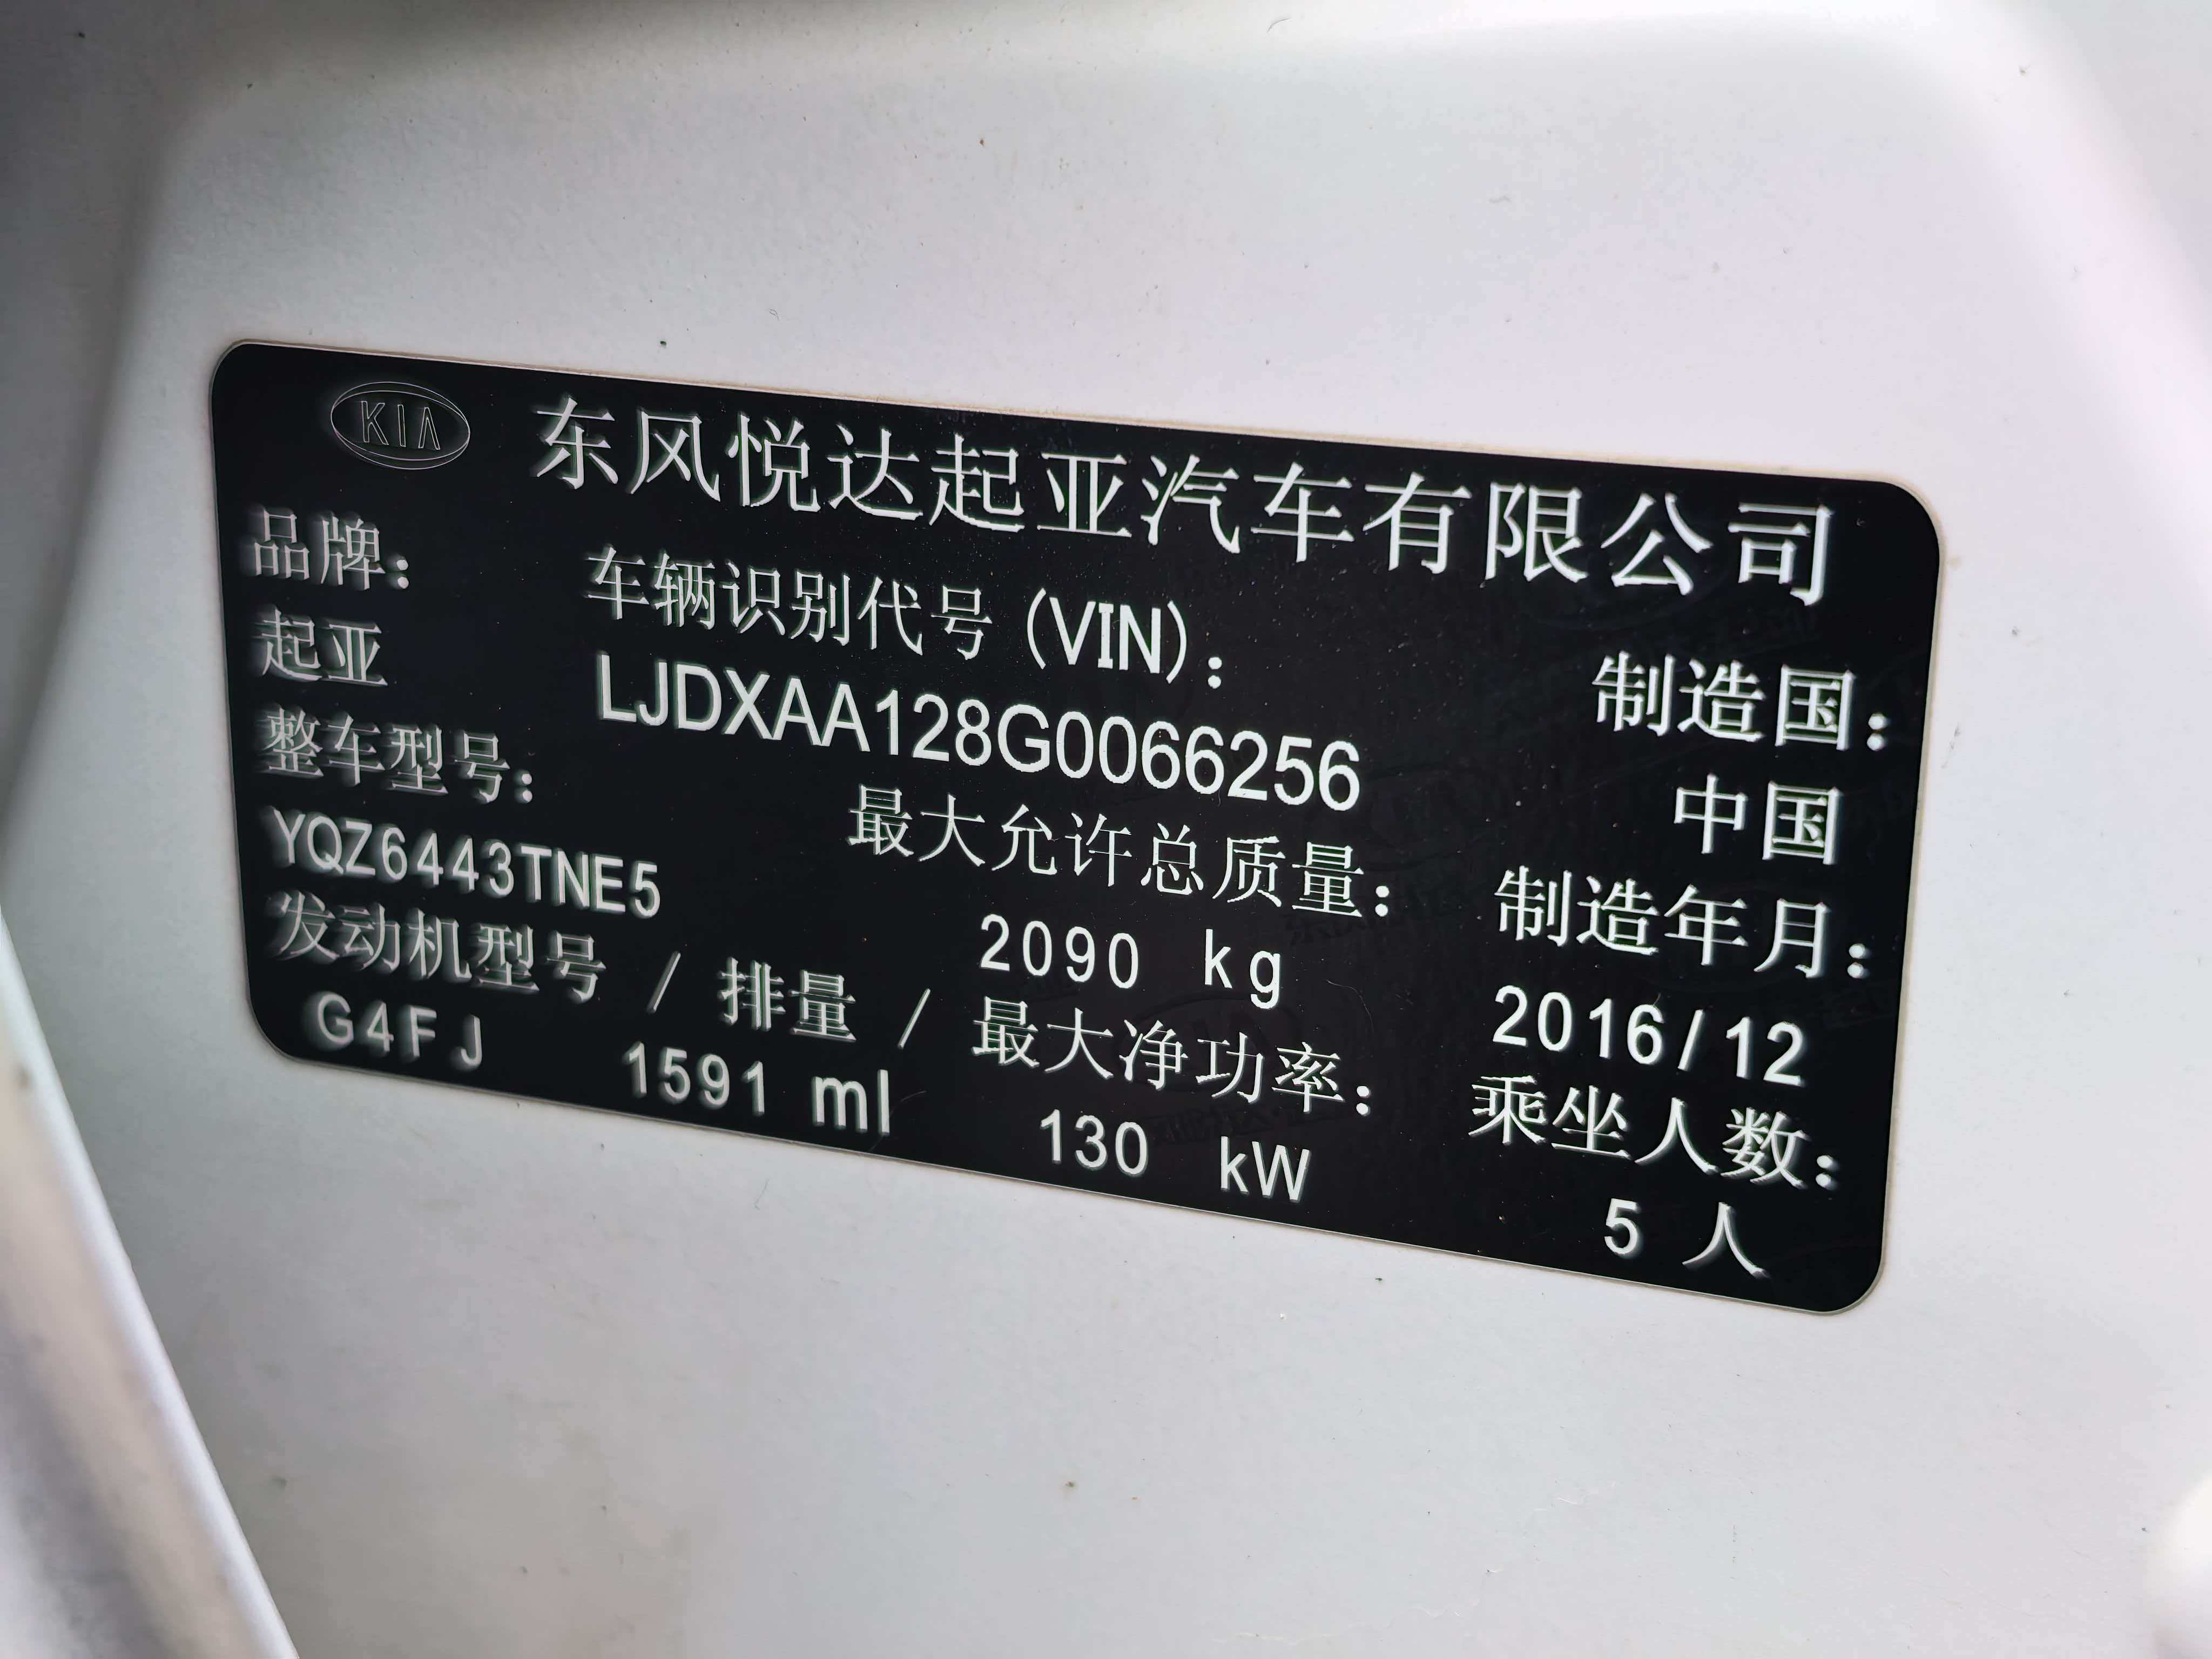 KIA 东风悦达起亚汽车有限公司
品牌: 车辆识别代号 (VIN): 制造国:
起亚 LJDXAA128G0066256 中国
整车型号: 最大允许总质量: 制造年月:
YQZ6443TNE5 2090 kg 2016/12
发动机型号 / 排量 / 最大净功率: 乘坐人数:
G4FJ 1591 ml 130 kW 5 人